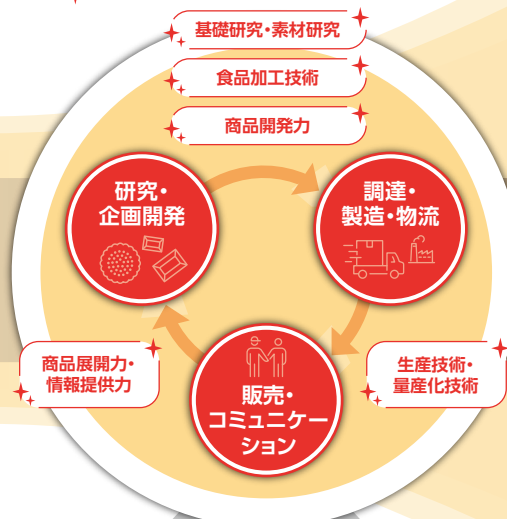 基礎研究・素材研究
食品加工技術
商品開発力
研究・
企画開発
調達・
製造・物流
商品展開力・
情報提供力
販売・
コミュニケー
ション
生産技術・
量産化技術